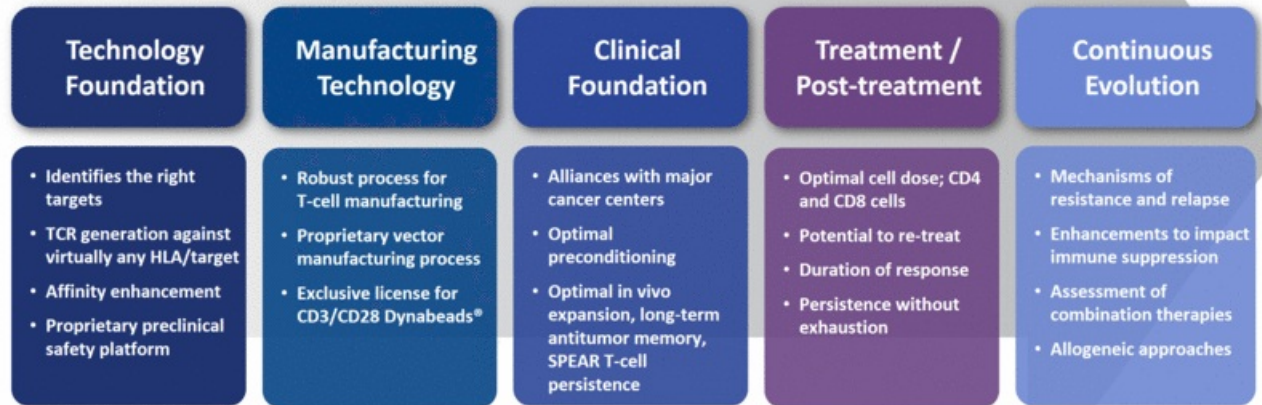 Technology
Foundation
• Identifies the right
targets
• TCR generation against
virtually any HLA/target
• Affinity enhancement
• Proprietary preclinical
safety platform
Manufacturing
Technology
• Robust process for
T-cell manufacturing
• Proprietary vector
manufacturing process
• Exclusive license for
CD3/CD28 Dynabeads®
Clinical
Foundation
• Alliances with major
cancer centers
• Optimal
preconditioning
• Optimal in vivo
expansion, long-term
antitumor memory,
SPEAR T-cell
persistence
Treatment /
Post-treatment
• Optimal cell dose; CD4
and CD8 cells
• Potential to re-treat
• Duration of response
• Persistence without
exhaustion
Continuous
Evolution
• Mechanisms of
resistance and relapse
• Enhancements to impact
immune suppression
• Assessment of
combination therapies
• Allogeneic approaches